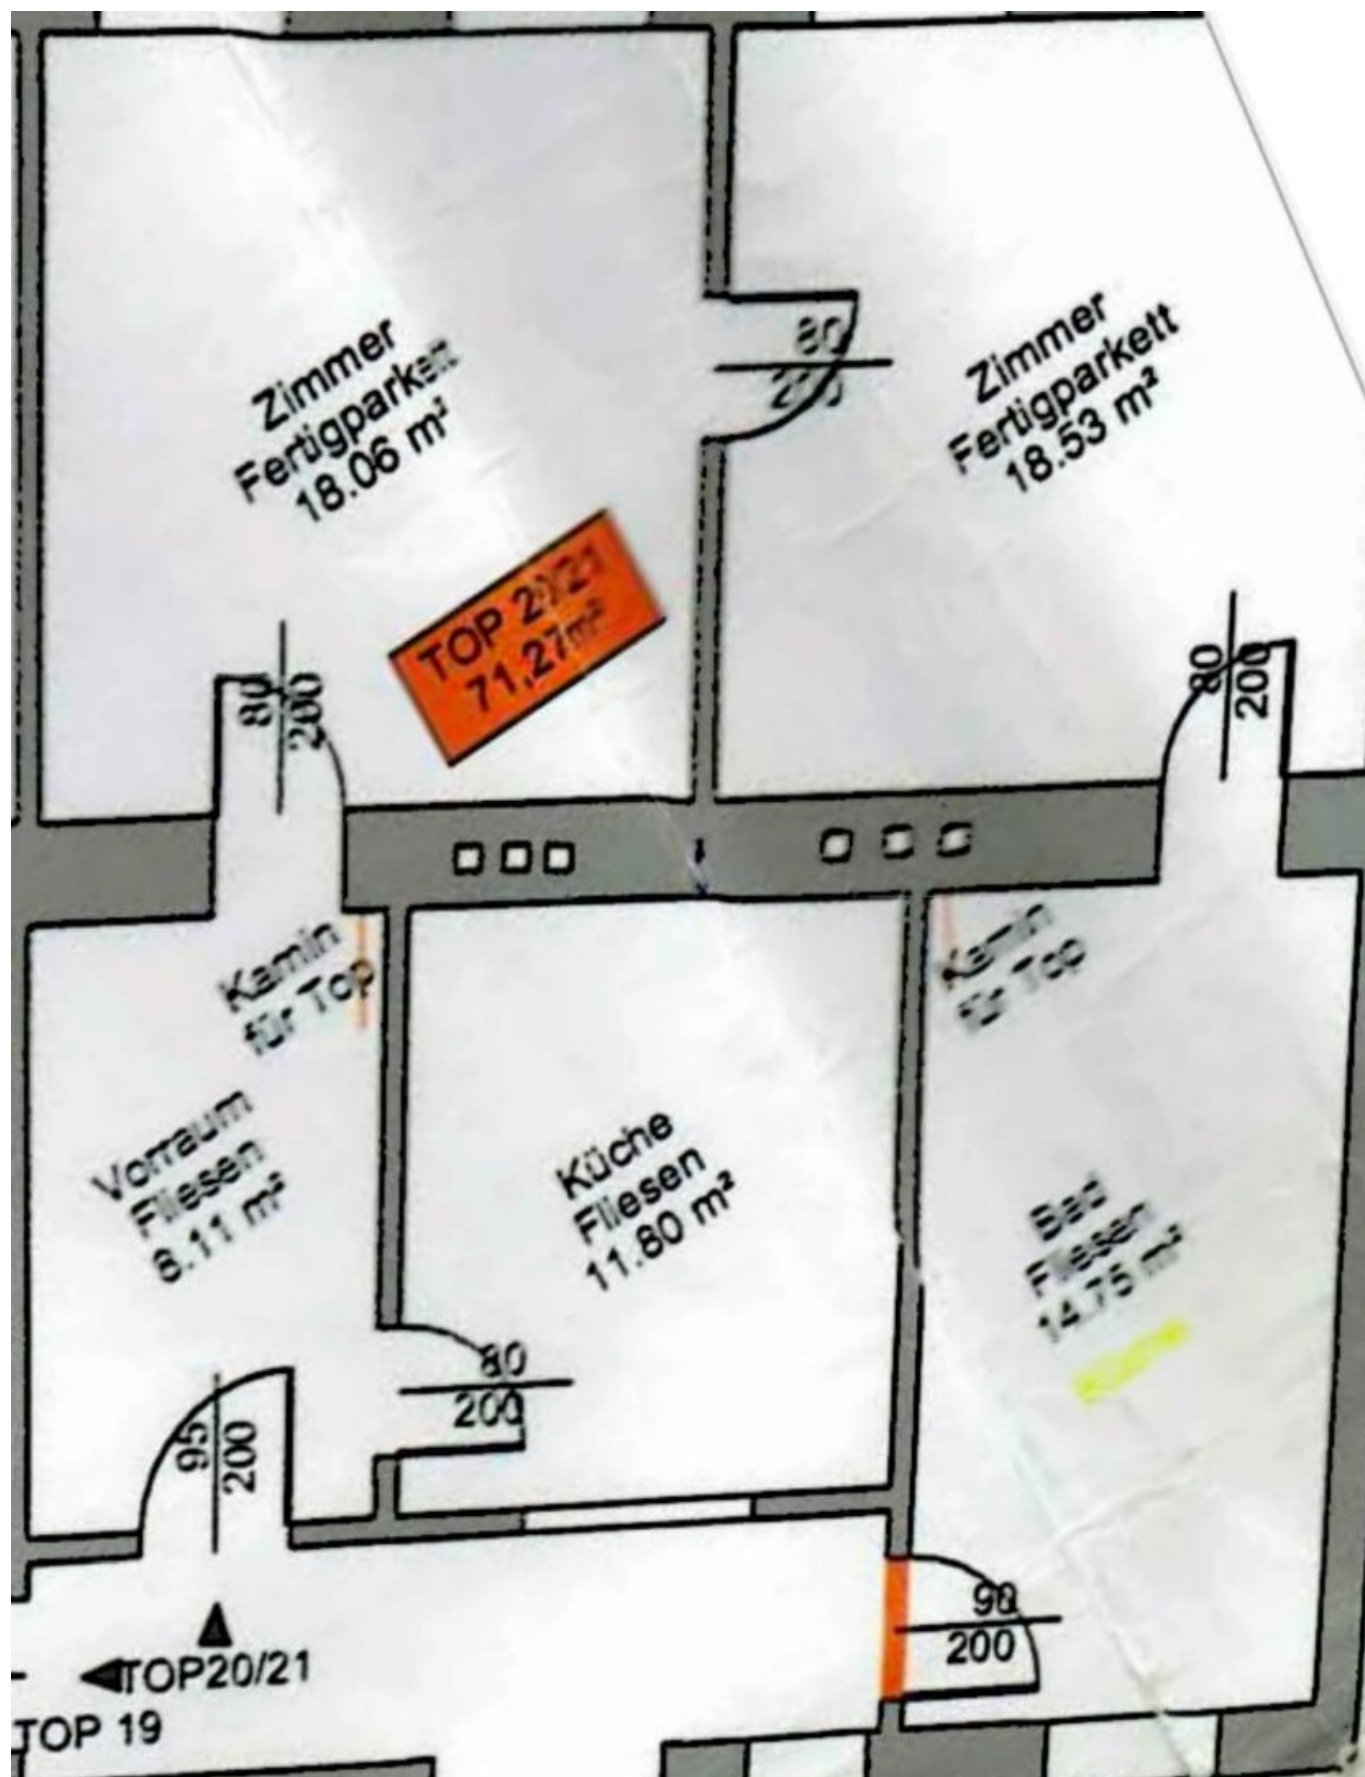 Zimmer
Fertigparkett
18.06 m²
80
200
Zimmer
Fertigparkett
18.53 m²
TOP 20/21
71,27m²
80
200
80
200
Kamin
für Top
Kamin
für Top
Vorraum
Fliesen
8.11 m²
Küche
Fliesen
11.80 m²
Bad
Fliesen
14.75 m²
80
200
95
200
90
200
TOP20/21
TOP 19